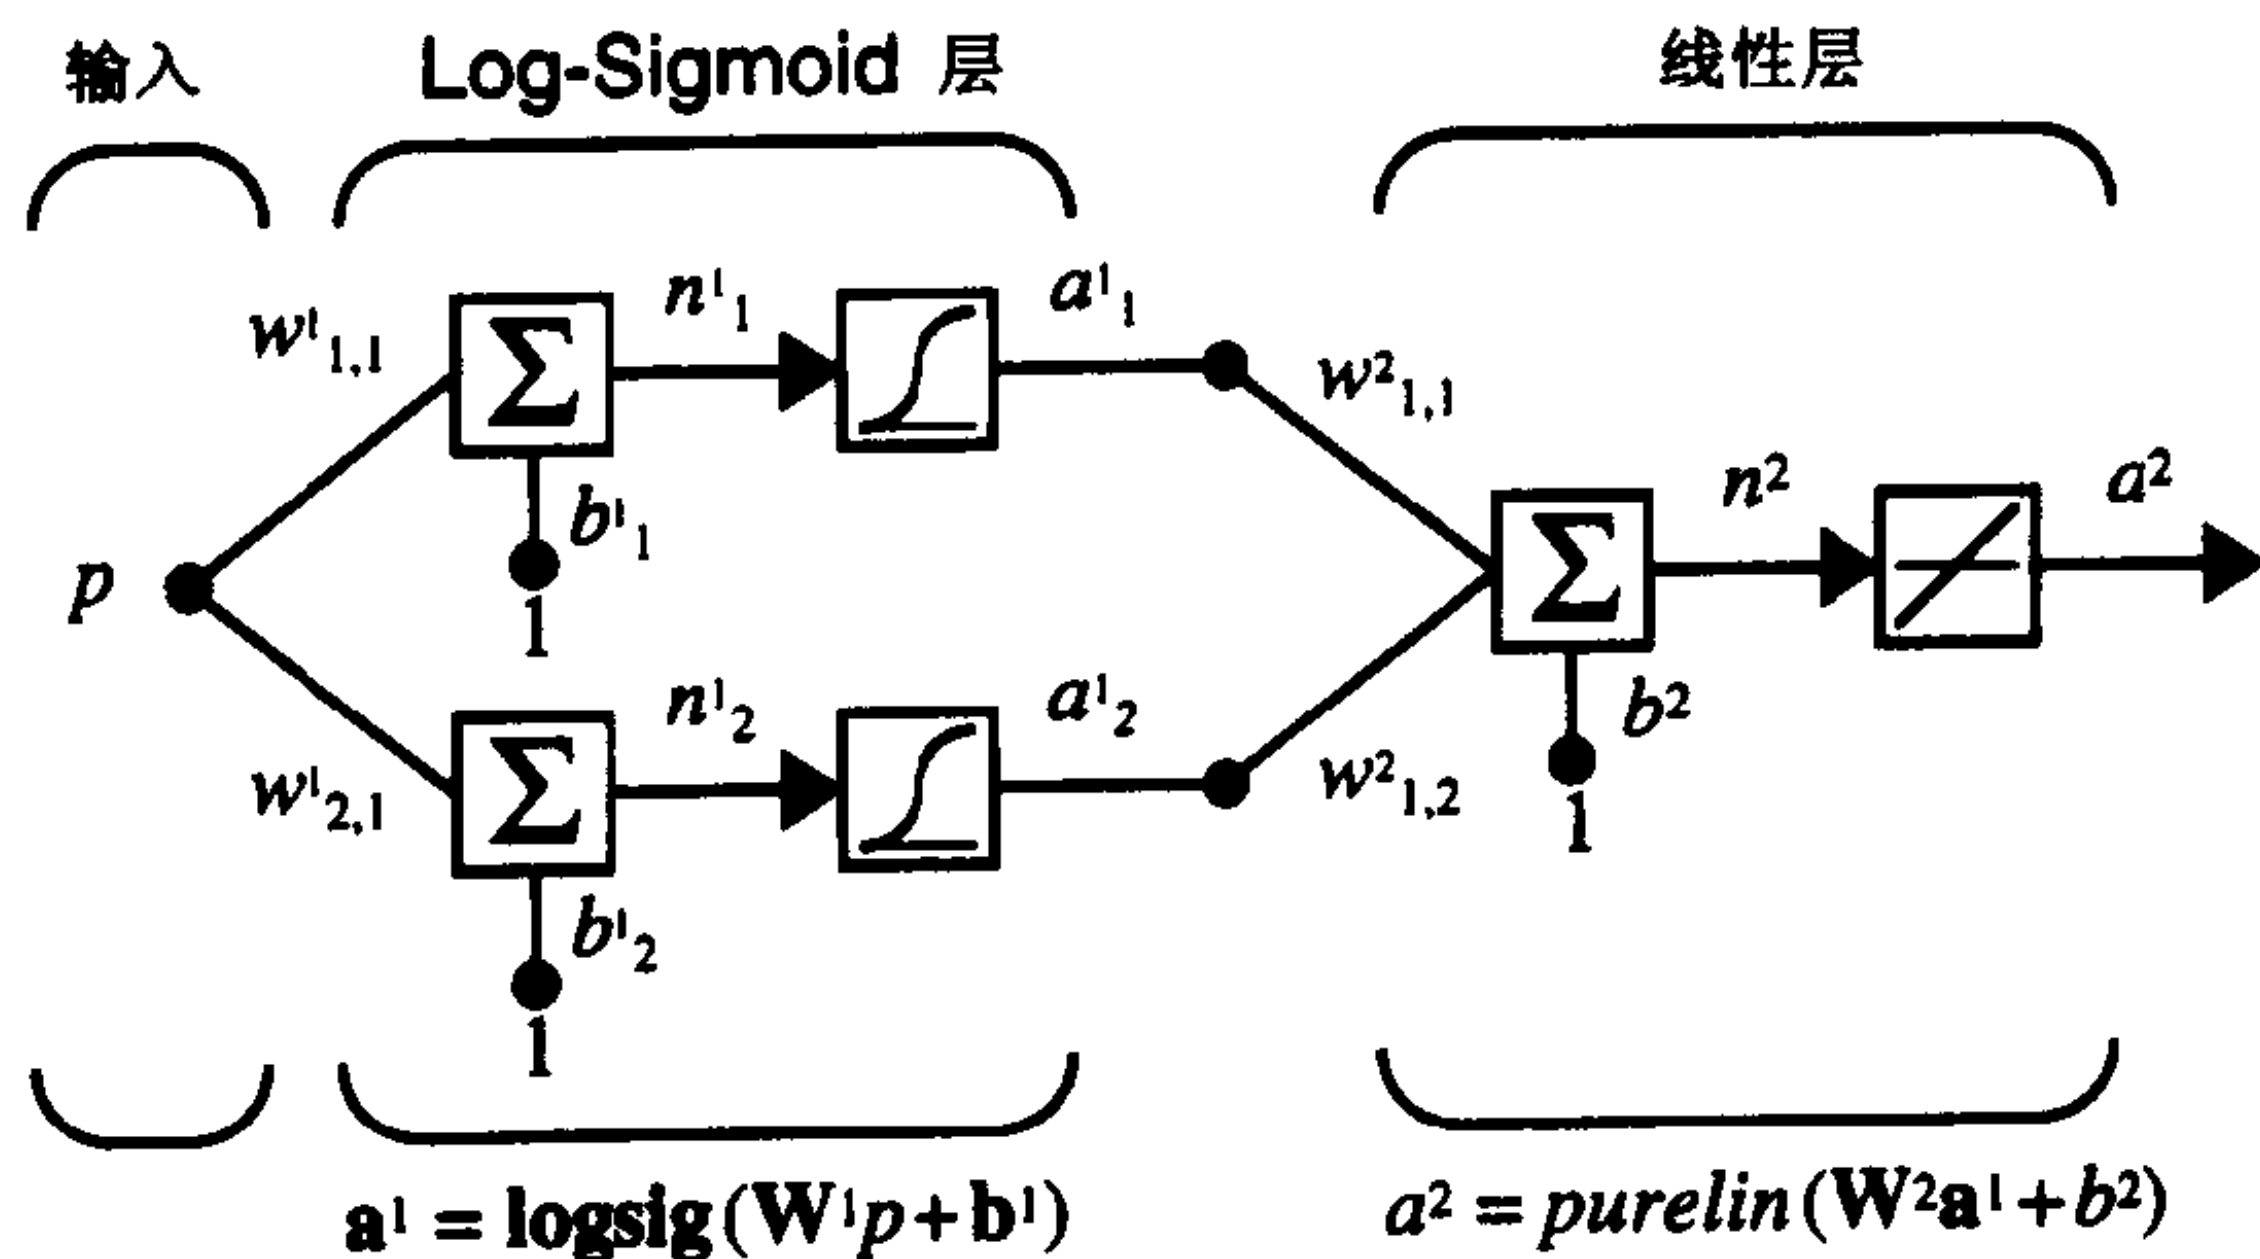 输入 Log-Sigmoid 层 线性层
w¹₁,₁ Σ n¹₁ a¹₁ w²₁,₁
b¹₁
1
p
Σ n² a²
b²
1
w¹₂,₁ Σ n¹₂ a¹₂ w²₁,₂
b¹₂
1
a¹ = logsig(W¹p+b¹) a² = purelin(W²a¹+b²)